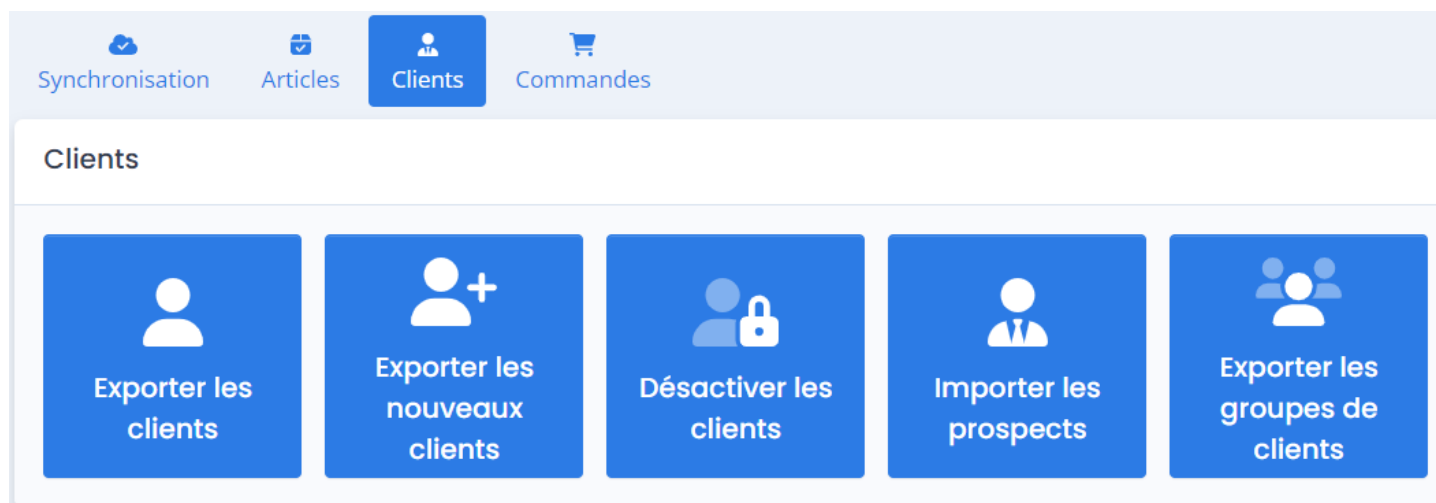 Synchronisation
Articles
Clients
Commandes
Clients
Exporter les
clients
Exporter les
nouveaux
clients
Désactiver les
clients
Importer les
prospects
Exporter les
groupes de
clients